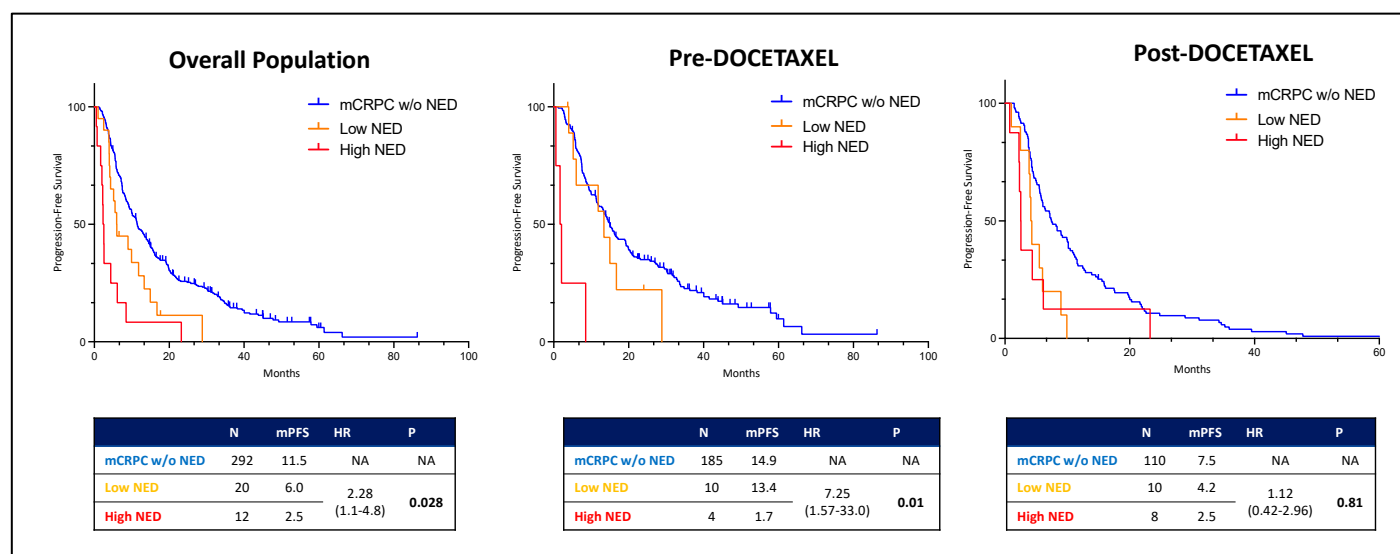 Overall Population
100
50
0
Progression-Free Survival
0 20 40 60 80 100
Months
mCRPC w/o NED
Low NED
High NED
N mPFS HR P
mCRPC w/o NED 292 11.5 NA NA
Low NED 20 6.0 2.28 (1.1-4.8) 0.028
High NED 12 2.5
Pre-DOCETAXEL
100
50
0
Progression-Free Survival
0 20 40 60 80 100
Months
mCRPC w/o NED
Low NED
High NED
N mPFS HR P
mCRPC w/o NED 185 14.9 NA NA
Low NED 10 13.4 7.25 (1.57-33.0) 0.01
High NED 4 1.7
Post-DOCETAXEL
100
50
0
Progression-Free Survival
0 20 40 60
Months
mCRPC w/o NED
Low NED
High NED
N mPFS HR P
mCRPC w/o NED 110 7.5 NA NA
Low NED 10 4.2 1.12 (0.42-2.96) 0.81
High NED 8 2.5